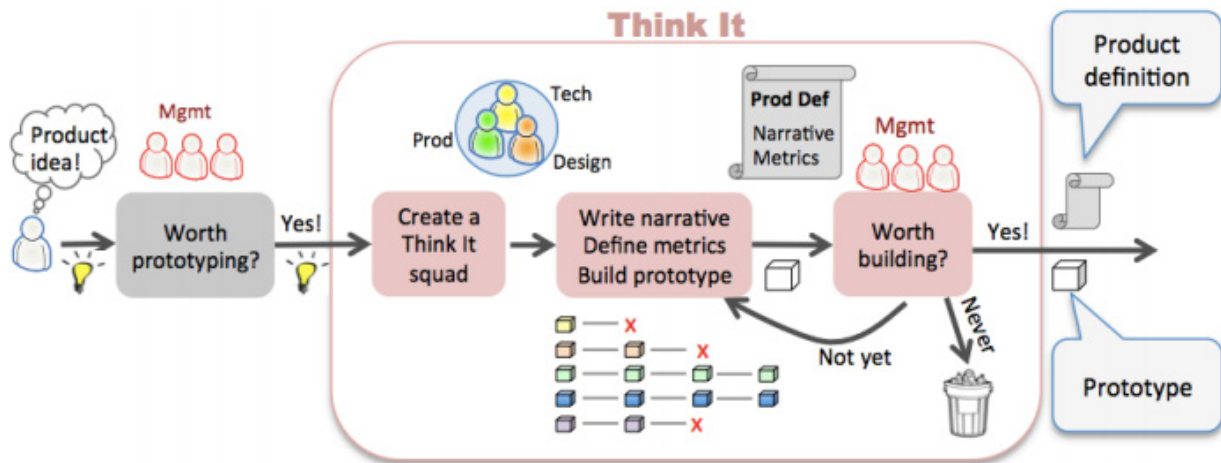 Think It
Product
idea!
Mgmt
Worth
prototyping?
Yes!
Create a
Think It
squad
Tech
Prod
Design
Write narrative
Define metrics
Build prototype
X
X
X
Prod Def
Narrative
Metrics
Mgmt
Worth
building?
Not yet
Never
Yes!
Product
definition
Prototype